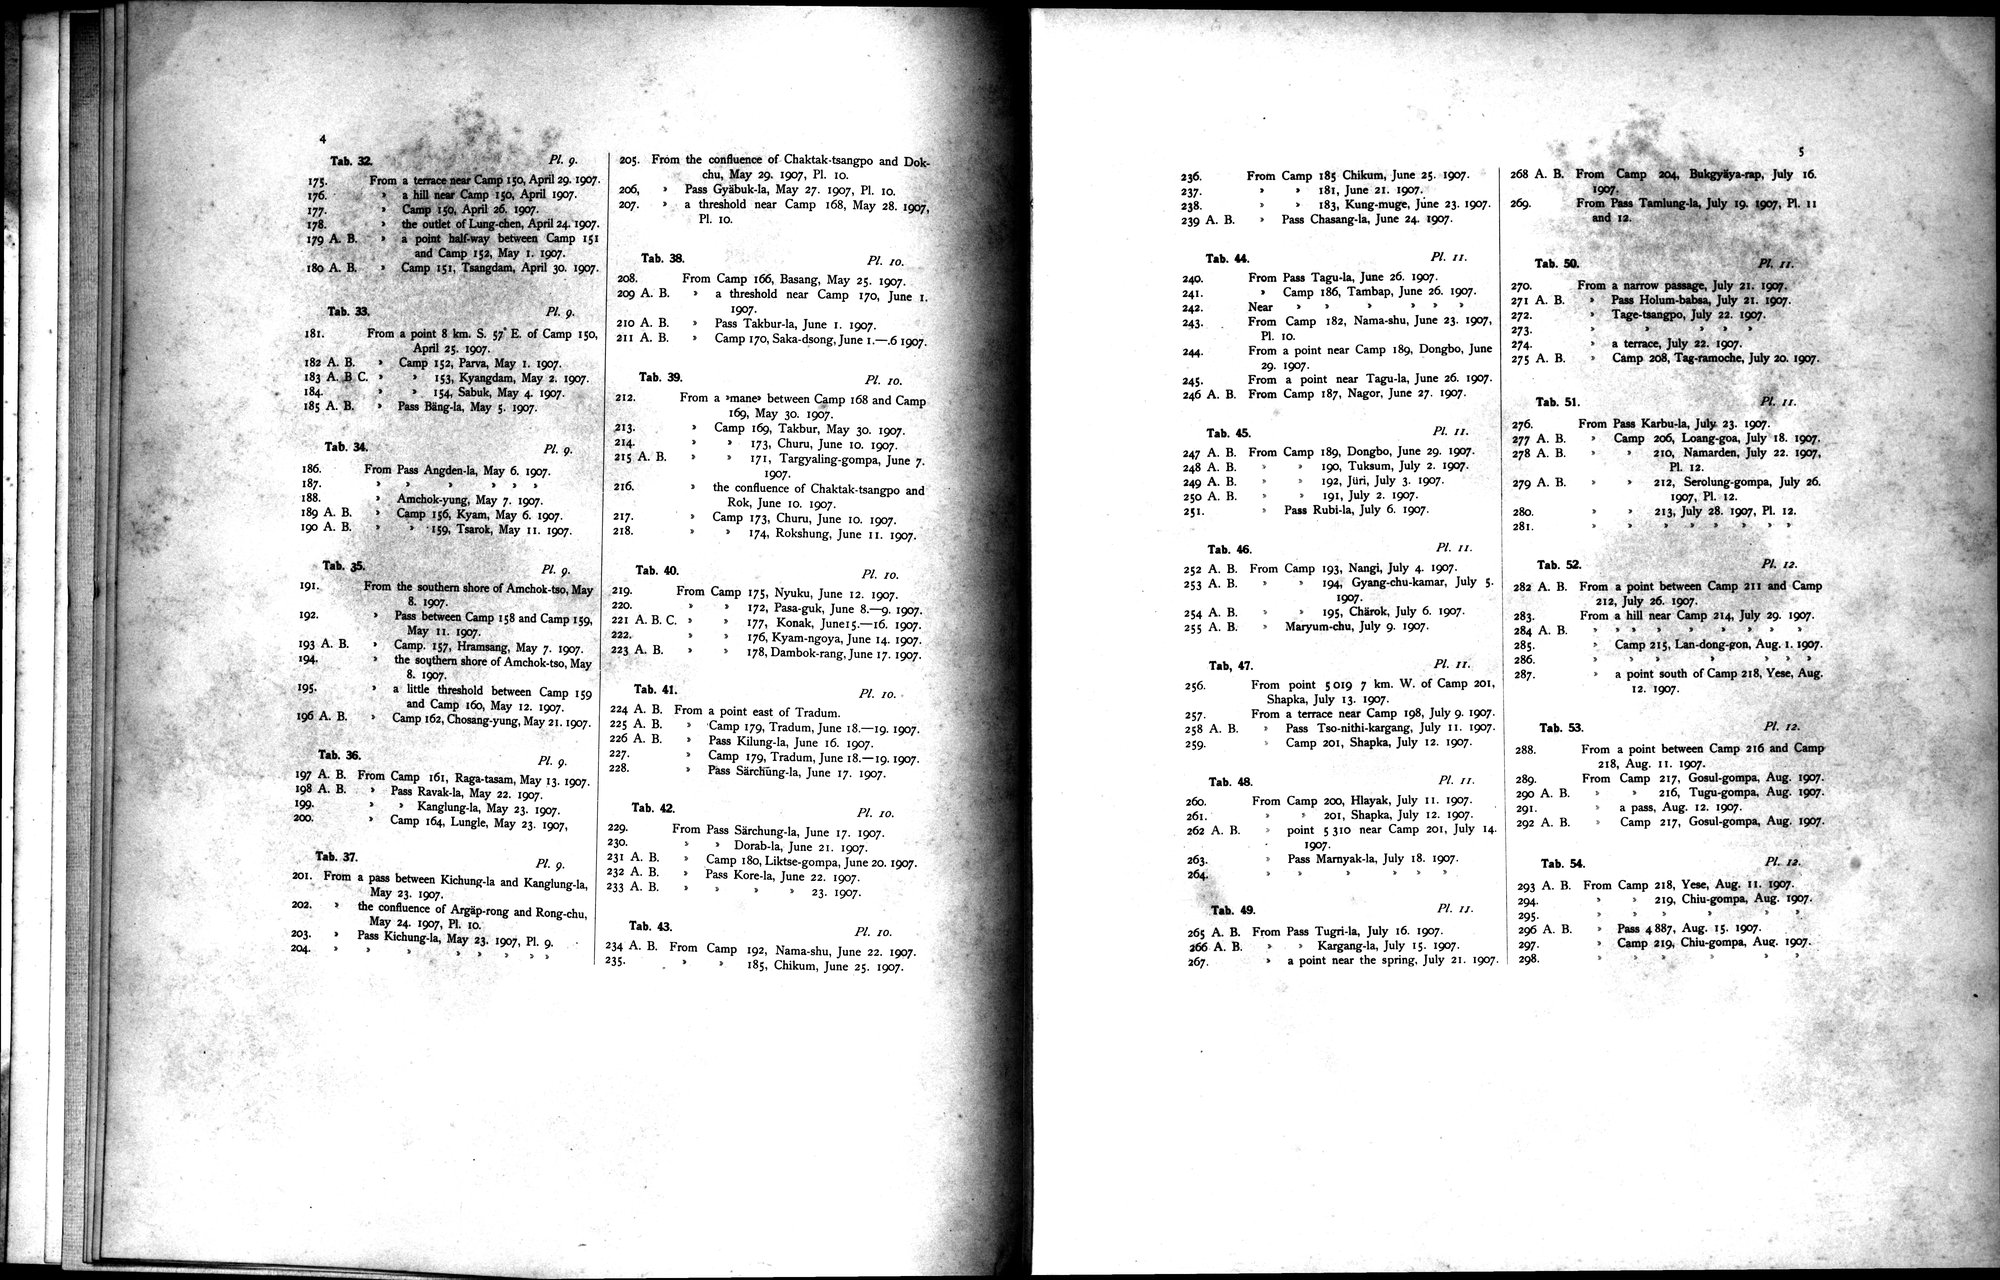 4
Tab. 32. Pl. 9.
175. From a terrace near Camp 150, April 29. 1907.
176. » a hill near Camp 150, April 1907.
177. » Camp 150, April 26. 1907.
178. » the outlet of Lung-chen, April 24. 1907.
179 A. B. » a point half-way between Camp 151
and Camp 152, May 1. 1907.
180 A. B. » Camp 151, Tsangdam, April 30. 1907.
Tab. 33. Pl. 9.
181. From a point 8 km. S. 57° E. of Camp 150,
April 25. 1907.
182 A. B. » Camp 152, Parva, May 1. 1907.
183 A. B C. » » 153, Kyangdam, May 2. 1907.
184. » » 154, Sabuk, May 4. 1907.
185 A. B. » Pass Bäng-la, May 5. 1907.
Tab. 34. Pl. 9.
186. From Pass Angden-la, May 6. 1907.
187. » » » » » »
188. » Amchok-yung, May 7. 1907.
189 A. B. » Camp 156, Kyam, May 6. 1907.
190 A. B. » » 159, Tsarok, May 11. 1907.
Tab. 35. Pl. 9.
191. From the southern shore of Amchok-tso, May
8. 1907.
192. » Pass between Camp 158 and Camp 159,
May 11. 1907.
193 A. B. » Camp. 157, Hramsang, May 7. 1907.
194. » the southern shore of Amchok-tso, May
8. 1907.
195. » a little threshold between Camp 159
and Camp 160, May 12. 1907.
196 A. B. » Camp 162, Chosang-yung, May 21. 1907.
Tab. 36. Pl. 9.
197 A. B. From Camp 161, Raga-tasam, May 13. 1907.
198 A. B. » Pass Ravak-la, May 22. 1907.
199. » » Kanglung-la, May 23. 1907.
200. » Camp 164, Lungle, May 23. 1907,
Tab. 37. Pl. 9.
201. From a pass between Kichung-la and Kanglung-la,
May 23. 1907.
202. » the confluence of Argäp-rong and Rong-chu,
May 24. 1907, Pl. 10.
203. » Pass Kichung-la, May 23. 1907, Pl. 9.
204. » » » » » » »
205. From the confluence of Chaktak-tsangpo and Dok-
chu, May 29. 1907, Pl. 10.
206, » Pass Gyäbuk-la, May 27. 1907, Pl. 10.
207. » a threshold near Camp 168, May 28. 1907,
Pl. 10.
Tab. 38. Pl. 10.
208. From Camp 166, Basang, May 25. 1907.
209 A. B. » a threshold near Camp 170, June 1.
1907.
210 A. B. » Pass Takbur-la, June 1. 1907.
211 A. B. » Camp 170, Saka-dsong, June 1.—.6 1907.
Tab. 39. Pl. 10.
212. From a »mane» between Camp 168 and Camp
169, May 30. 1907.
213. » Camp 169, Takbur, May 30. 1907.
214. » » 173, Churu, June 10. 1907.
215 A. B. » » 171, Targyaling-gompa, June 7.
1907.
216. » the confluence of Chaktak-tsangpo and
Rok, June 10. 1907.
217. » Camp 173, Churu, June 10. 1907.
218. » » 174, Rokshung, June 11. 1907.
Tab. 40. Pl. 10.
219. From Camp 175, Nyuku, June 12. 1907.
220. » » 172, Pasa-guk, June 8.—9. 1907.
221 A. B. C. » » 177, Konak, June15.—16. 1907.
222. » » 176, Kyam-ngoya, June 14. 1907.
223 A. B. » » 178, Dambok-rang, June 17. 1907.
Tab. 41. Pl. 10.
224 A. B. From a point east of Tradum.
225 A. B. » Camp 179, Tradum, June 18.—19. 1907.
226 A. B. » Pass Kilung-la, June 16. 1907.
227. » Camp 179, Tradum, June 18.—19. 1907.
228. » Pass Särchung-la, June 17. 1907.
Tab. 42. Pl. 10.
229. From Pass Särchung-la, June 17. 1907.
230. » » Dorab-la, June 21. 1907.
231 A. B. » Camp 180, Liktse-gompa, June 20. 1907.
232 A. B. » Pass Kore-la, June 22. 1907.
233 A. B. » » » » 23. 1907.
Tab. 43. Pl. 10.
234 A. B. From Camp 192, Nama-shu, June 22. 1907.
235. » » 185, Chikum, June 25. 1907.
5
236. From Camp 185 Chikum, June 25. 1907.
237. » » 181, June 21. 1907.
238. » » 183, Kung-muge, June 23. 1907.
239 A. B. » Pass Chasang-la, June 24. 1907.
Tab. 44. Pl. 11.
240. From Pass Tagu-la, June 26. 1907.
241. » Camp 186, Tambap, June 26. 1907.
242. Near » » » » » »
243. From Camp 182, Nama-shu, June 23. 1907,
Pl. 10.
244. From a point near Camp 189, Dongbo, June
29. 1907.
245. From a point near Tagu-la, June 26. 1907.
246 A. B. From Camp 187, Nagor, June 27. 1907.
Tab. 45. Pl. 11.
247 A. B. From Camp 189, Dongbo, June 29. 1907.
248 A. B. » » 190, Tuksum, July 2. 1907.
249 A. B. » » 192, Jüri, July 3. 1907.
250 A. B. » » 191, July 2. 1907.
251. » Pass Rubi-la, July 6. 1907.
Tab. 46. Pl. 11.
252 A. B. From Camp 193, Nangi, July 4. 1907.
253 A. B. » » 194, Gyang-chu-kamar, July 5.
1907.
254 A. B. » » 195, Chärok, July 6. 1907.
255 A. B. » Maryum-chu, July 9. 1907.
Tab, 47. Pl. 11.
256. From point 5 019 7 km. W. of Camp 201,
Shapka, July 13. 1907.
257. From a terrace near Camp 198, July 9. 1907.
258 A. B. » Pass Tso-nithi-kargang, July 11. 1907.
259. » Camp 201, Shapka, July 12. 1907.
Tab. 48. Pl. 11.
260. From Camp 200, Hlayak, July 11. 1907.
261. » » 201, Shapka, July 12. 1907.
262 A. B. » point 5 310 near Camp 201, July 14.
1907.
263. » Pass Marnyak-la, July 18. 1907.
264. » » » » » »
Tab. 49. Pl. 11.
265 A. B. From Pass Tugri-la, July 16. 1907.
266 A. B. » » Kargang-la, July 15. 1907.
267. » a point near the spring, July 21. 1907.
268 A. B. From Camp 204, Bukgyäya-rap, July 16.
1907.
269. From Pass Tamlung-la, July 19. 1907, Pl. 11
and 12.
Tab. 50. Pl. 11.
270. From a narrow passage, July 21. 1907.
271 A. B. » Pass Holum-babsa, July 21. 1907.
272. » Tage-tsangpo, July 22. 1907.
273. » » » » »
274. » a terrace, July 22. 1907.
275 A. B. » Camp 208, Tag-ramoche, July 20. 1907.
Tab. 51. Pl. 11.
276. From Pass Karbu-la, July 23. 1907.
277 A. B. » Camp 206, Loang-goa, July 18. 1907.
278 A. B. » » 210, Namarden, July 22. 1907,
Pl. 12.
279 A. B. » » 212, Serolung-gompa, July 26.
1907, Pl. 12.
280. » » 213, July 28. 1907, Pl. 12.
281. » » » » » » » »
Tab. 52. Pl. 12.
282 A. B. From a point between Camp 211 and Camp
212, July 26. 1907.
283. From a hill near Camp 214, July 29. 1907.
284 A. B. » » » » » » » » »
285. » Camp 215, Lan-dong-gon, Aug. 1. 1907.
286. » » » » » » »
287. » a point south of Camp 218, Yese, Aug.
12. 1907.
Tab. 53. Pl. 12.
288. From a point between Camp 216 and Camp
218, Aug. 11. 1907.
289. From Camp 217, Gosul-gompa, Aug. 1907.
290 A. B. » » 216, Tugu-gompa, Aug. 1907.
291. » a pass, Aug. 12. 1907.
292 A. B. » Camp 217, Gosul-gompa, Aug. 1907.
Tab. 54. Pl. 12.
293 A. B. From Camp 218, Yese, Aug. 11. 1907.
294. » » 219, Chiu-gompa, Aug. 1907.
295. » » » » » »
296 A. B. » Pass 4 887, Aug. 15. 1907.
297. » Camp 219, Chiu-gompa, Aug. 1907.
298. » » » » » »